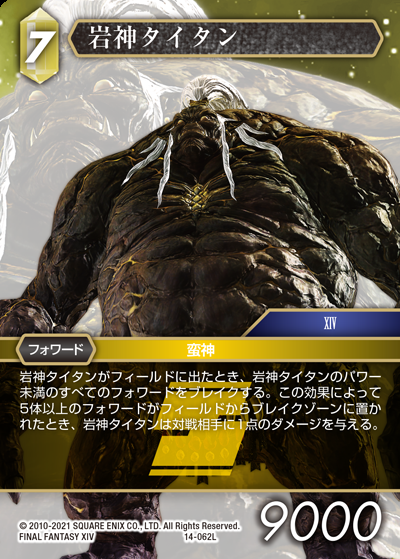 7
岩神タイタン
XIV
フォワード
蛮神
岩神タイタンがフィールドに出たとき、岩神タイタンのパワー
未満のすべてのフォワードをブレイクする。この効果によって
5体以上のフォワードがフィールドからブレイクゾーンに置か
れたとき、岩神タイタンは対戦相手に1点のダメージを与える。
© 2010-2021 SQUARE ENIX CO., LTD. All Rights Reserved.
FINAL FANTASY XIV
14-062L
9000